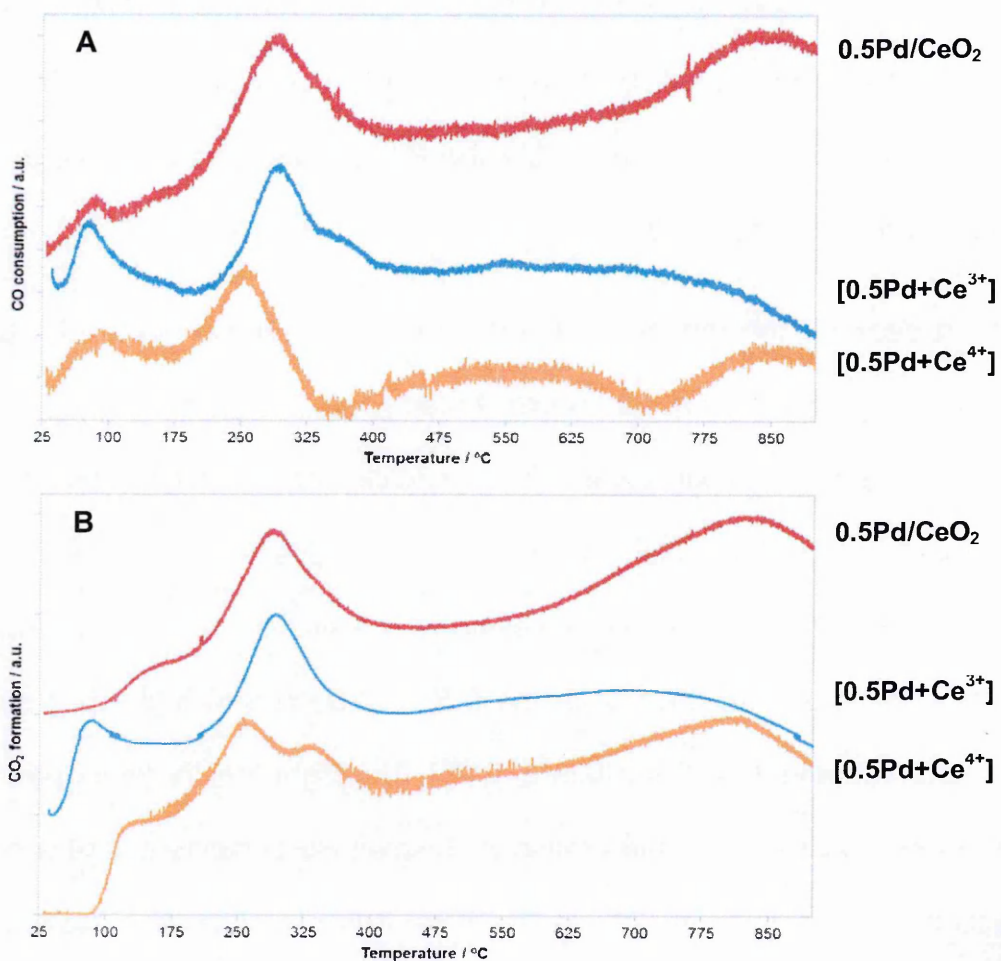 A
0.5Pd/CeO₂
[0.5Pd+Ce³⁺]
[0.5Pd+Ce⁴⁺]
CO consumption / a.u.
25 100 175 250 325 400 475 550 625 700 775 850
Temperature / ºC
B
0.5Pd/CeO₂
[0.5Pd+Ce³⁺]
[0.5Pd+Ce⁴⁺]
CO₂ formation / a.u.
25 100 175 250 325 400 475 550 625 700 775 850
Temperature / ºC